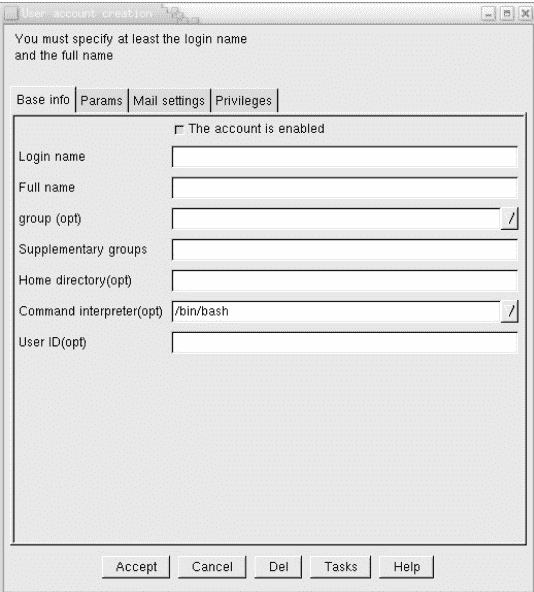 User account creation
You must specify at least the login name
and the full name
Base info Params Mail settings Privileges
The account is enabled
Login name
Full name
group (opt)
Supplementary groups
Home directory(opt)
Command interpreter(opt) /bin/bash
User ID(opt)
Accept Cancel Del Tasks Help